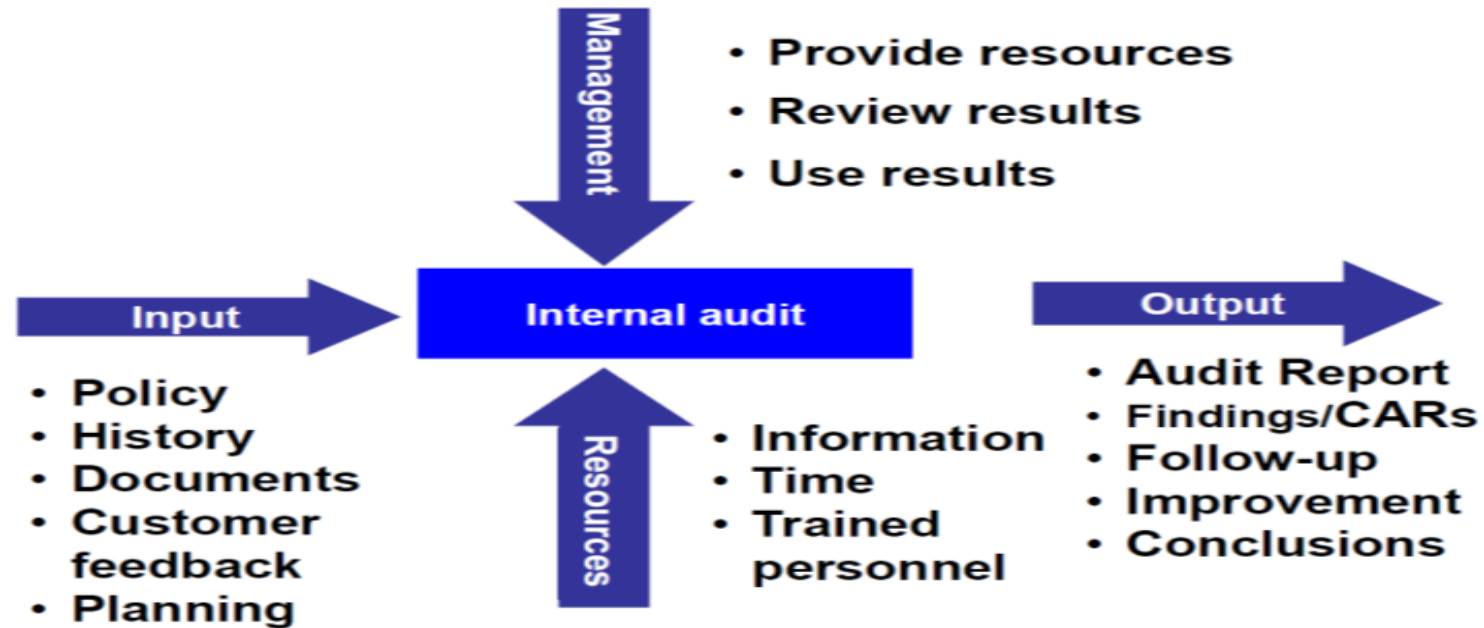 Management
• Provide resources
• Review results
• Use results
Input
Internal audit
Output
• Policy
• History
• Documents
• Customer
feedback
• Planning
Resources
• Information
• Time
• Trained
personnel
• Audit Report
• Findings/CARs
• Follow-up
• Improvement
• Conclusions